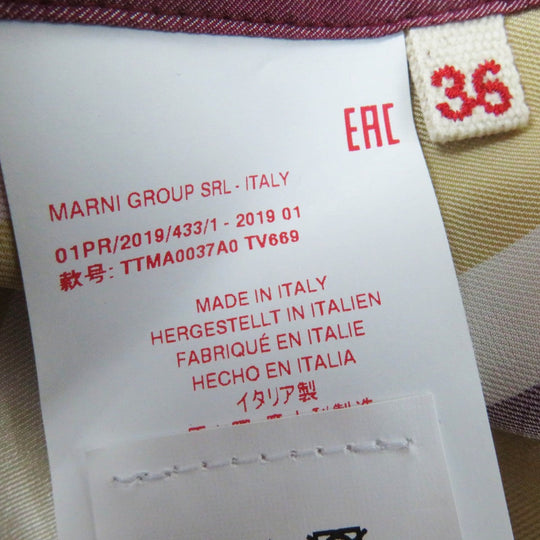 36
EAC
MARNI GROUP SRL - ITALY
01PR/2019/433/1 - 2019 01
款号: TTMA0037A0 TV669
MADE IN ITALY
HERGESTELLT IN ITALIEN
FABRIQUÉ EN ITALIE
HECHO EN ITALIA
イタリア製